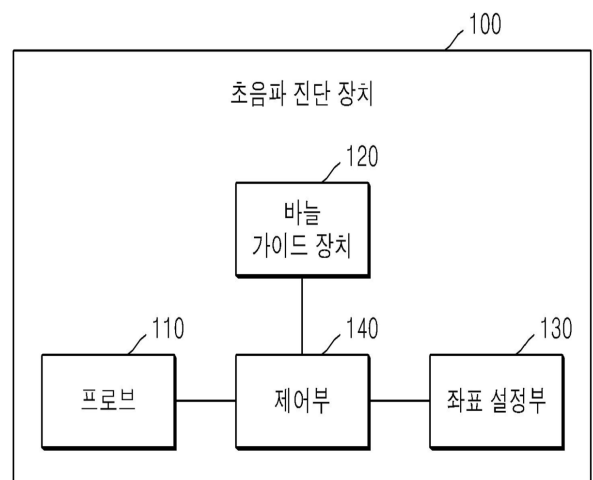 100
초음파 진단 장치
120
바늘
가이드 장치
110
140
130
프로브
제어부
좌표 설정부